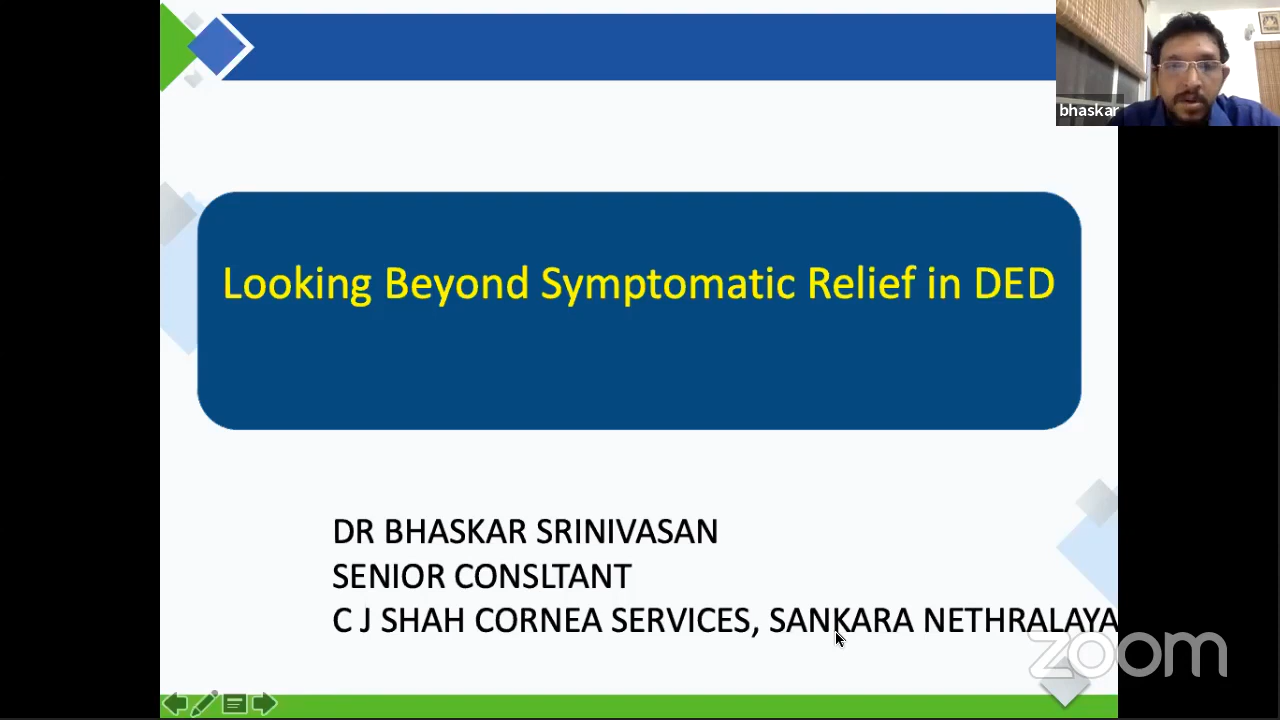 bhaskar
Looking Beyond Symptomatic Relief in DED
DR BHASKAR SRINIVASAN
SENIOR CONSLTANT
C J SHAH CORNEA SERVICES, SANKARA NETHRALAYA
zoom